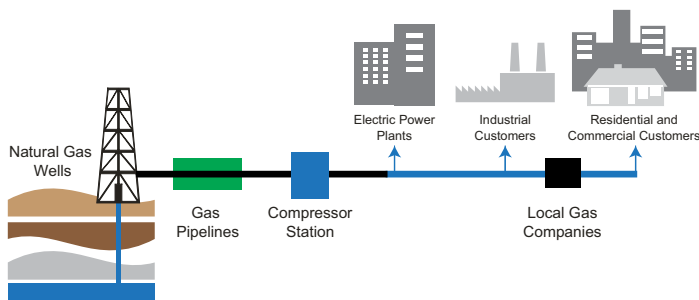 Electric Power
Plants
Industrial
Customers
Residential and
Commercial Customers
Natural Gas
Wells
Gas
Pipelines
Compressor
Station
Local Gas
Companies